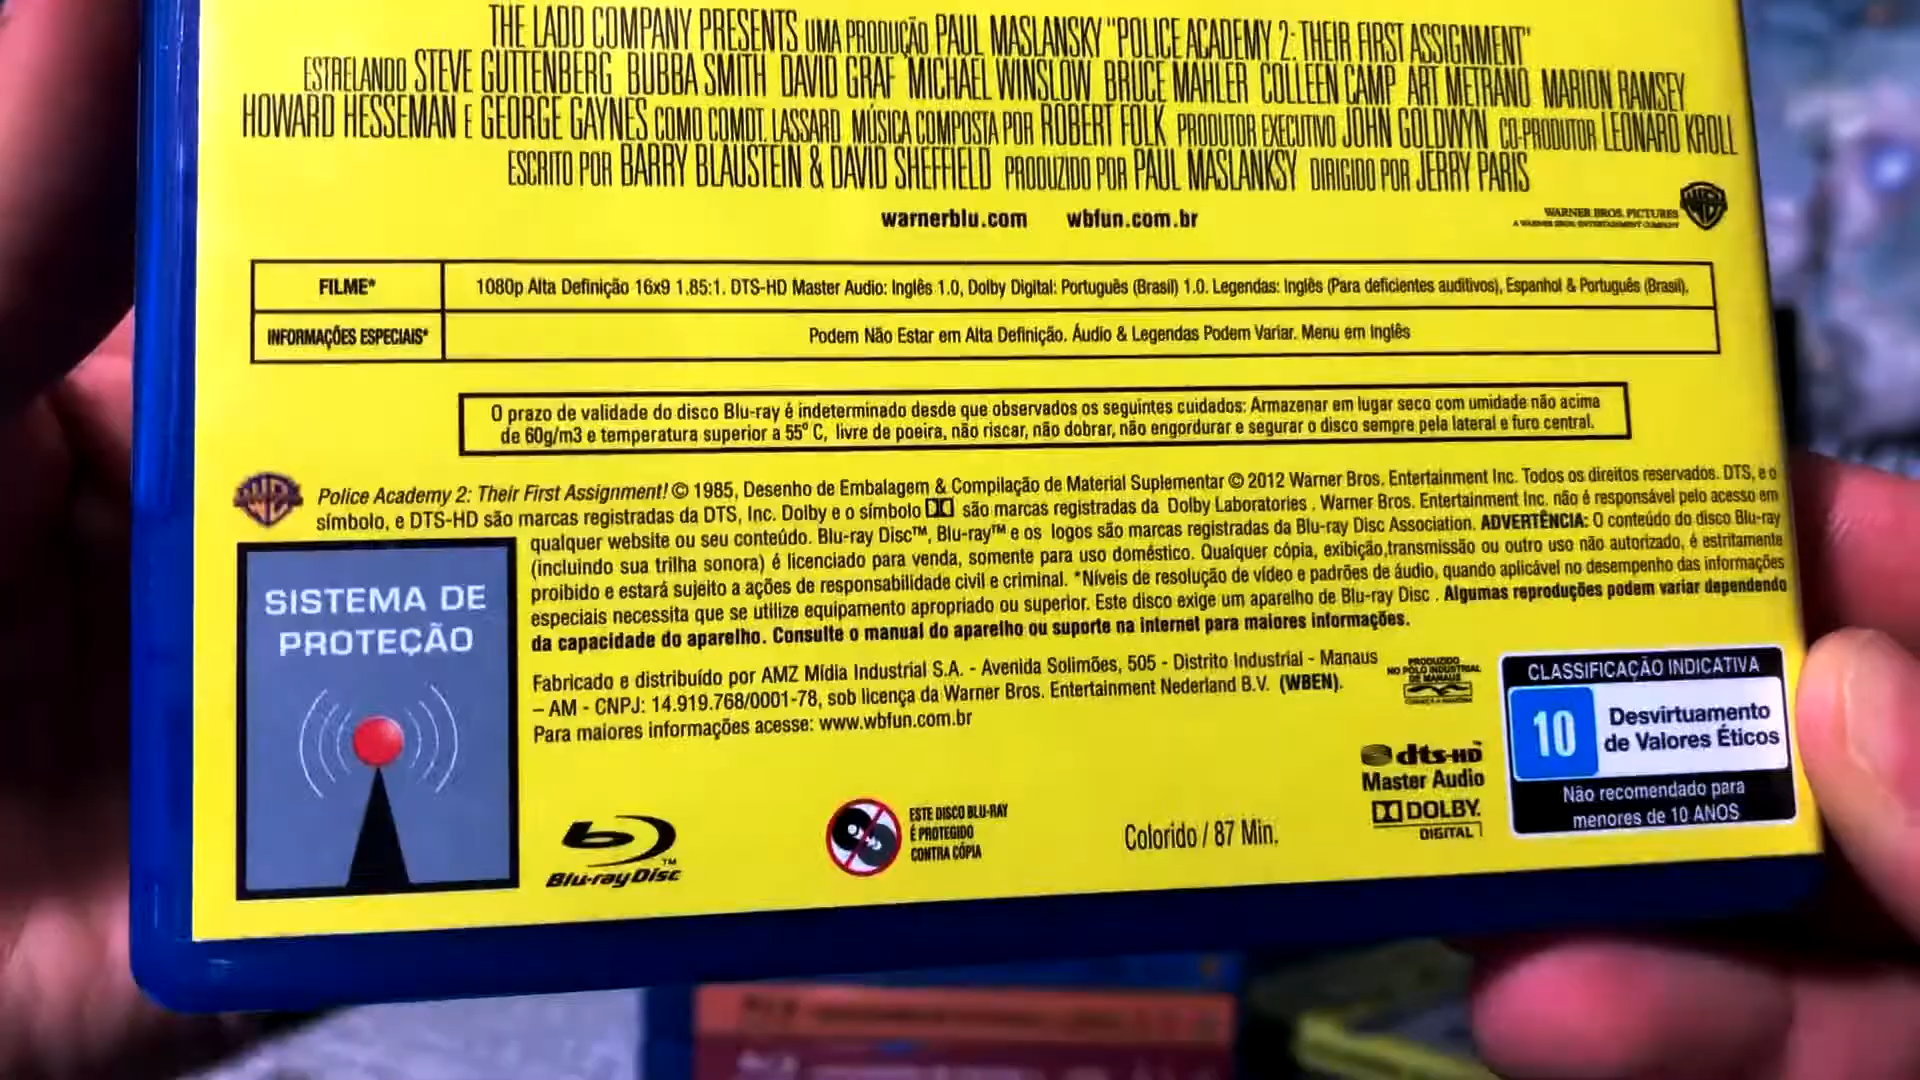 THE LADD COMPANY PRESENTS UMA PRODUÇÃO PAUL MASLANSKY "POLICE ACADEMY 2: THEIR FIRST ASSIGNMENT"
ESTRELANDO STEVE GUTTENBERG BUBBA SMITH DAVID GRAF MICHAEL WINSLOW BRUCE MAHLER COLLEEN CAMP ART METRANO MARION RAMSEY
HOWARD HESSEMAN E GEORGE GAYNES COMO COMDT. LASSARD MÚSICA COMPOSTA POR ROBERT FOLK PRODUTOR EXECUTIVO JOHN GOLDWYN CO-PRODUTOR LEONARD KROLL
ESCRITO POR BARRY BLAUSTEIN & DAVID SHEFFIELD PRODUZIDO POR PAUL MASLANKSY DIRIGIDO POR JERRY PARIS
warnerblu.com wbfun.com.br
WARNER BROS. PICTURES
A WARNER BROS. ENTERTAINMENT COMPANY
FILME* 1080p Alta Definição 16x9 1.85:1. DTS-HD Master Audio: Inglês 1.0, Dolby Digital: Português (Brasil) 1.0. Legendas: Inglês (Para deficientes auditivos), Espanhol & Português (Brasil).
INFORMAÇÕES ESPECIAIS* Podem Não Estar em Alta Definição. Áudio & Legendas Podem Variar. Menu em Inglês
O prazo de validade do disco Blu-ray é indeterminado desde que observados os seguintes cuidados: Armazenar em lugar seco com umidade não acima
de 60g/m3 e temperatura superior a 55º C, livre de poeira, não riscar, não dobrar, não engordurar e segurar o disco sempre pela lateral e furo central.
Police Academy 2: Their First Assignment! © 1985, Desenho de Embalagem & Compilação de Material Suplementar © 2012 Warner Bros. Entertainment Inc. Todos os direitos reservados. DTS, e o
símbolo, e DTS-HD são marcas registradas da DTS, Inc. Dolby e o símbolo são marcas registradas da Dolby Laboratories . Warner Bros. Entertainment Inc. não é responsável pelo acesso em
qualquer website ou seu conteúdo. Blu-ray Disc™, Blu-ray™ e os logos são marcas registradas da Blu-ray Disc Association. ADVERTÊNCIA: O conteúdo do disco Blu-ray
(incluindo sua trilha sonora) é licenciado para venda, somente para uso doméstico. Qualquer cópia, exibição,transmissão ou outro uso não autorizado, é estritamente
proibido e estará sujeito a ações de responsabilidade civil e criminal. *Níveis de resolução de vídeo e padrões de áudio, quando aplicável no desempenho das informações
especiais necessita que se utilize equipamento apropriado ou superior. Este disco exige um aparelho de Blu-ray Disc . Algumas reproduções podem variar dependendo
da capacidade do aparelho. Consulte o manual do aparelho ou suporte na internet para maiores informações.
SISTEMA DE
PROTEÇÃO
Fabricado e distribuído por AMZ Mídia Industrial S.A. - Avenida Solimões, 505 - Distrito Industrial - Manaus
– AM - CNPJ: 14.919.768/0001-78, sob licença da Warner Bros. Entertainment Nederland B.V. (WBEN).
Para maiores informações acesse: www.wbfun.com.br
PRODUZIDO
NO PÓLO INDUSTRIAL
DE MANAUS
CONHEÇA A AMAZÔNIA
CLASSIFICAÇÃO INDICATIVA
10 Desvirtuamento
de Valores Éticos
Não recomendado para
menores de 10 ANOS
dts-HD™
Master Audio
DOLBY.
DIGITAL
Blu-ray Disc™
ESTE DISCO BLU-RAY
É PROTEGIDO
CONTRA CÓPIA
Colorido / 87 Min.